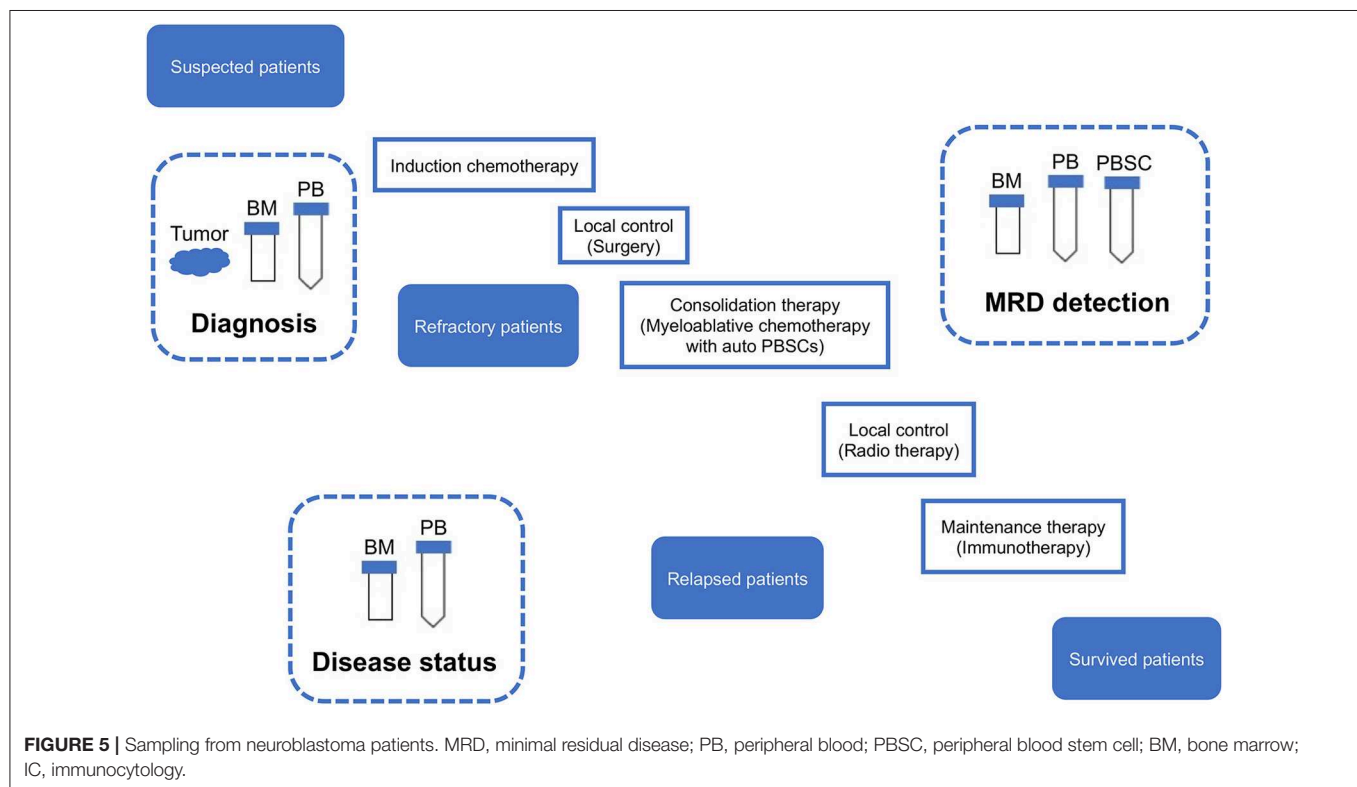 Suspected patients
Induction chemotherapy
BM
PB
Tumor
Diagnosis
Local control
(Surgery)
BM
PB
PBSC
MRD detection
Refractory patients
Consolidation therapy
(Myeloablative chemotherapy
with auto PBSCs)
Local control
(Radio therapy)
BM
PB
Disease status
Relapsed patients
Maintenance therapy
(Immunotherapy)
Survived patients
FIGURE 5 | Sampling from neuroblastoma patients. MRD, minimal residual disease; PB, peripheral blood; PBSC, peripheral blood stem cell; BM, bone marrow;
IC, immunocytology.